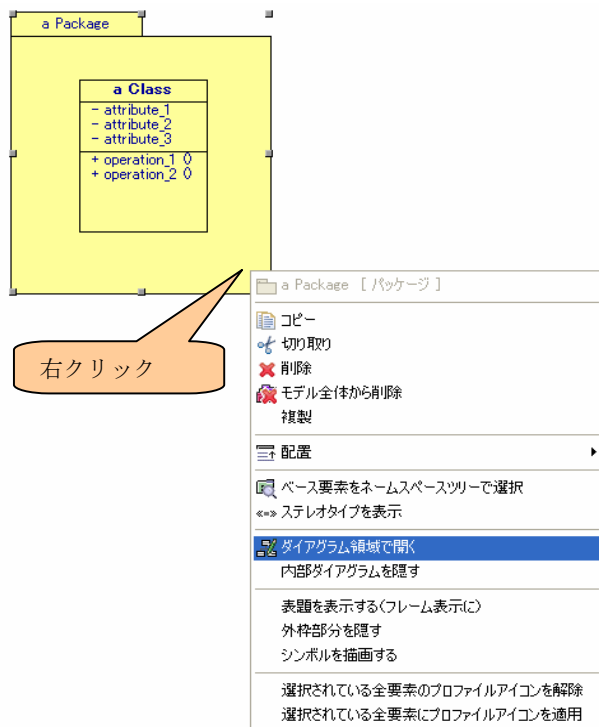 a Package
a Class
- attribute_1
- attribute_2
- attribute_3
+ operation_1 ()
+ operation_2 ()
右クリック
a Package [ パッケージ ]
コピー
切り取り
削除
モデル全体から削除
複製
配置
ベース要素をネームスペースツリーで選択
«=» ステレオタイプを表示
ダイアグラム領域で開く
内部ダイアグラムを隠す
表題を表示する(フレーム表示に)
外枠部分を隠す
シンボルを描画する
選択されている全要素のプロファイルアイコンを解除
選択されている全要素にプロファイルアイコンを適用